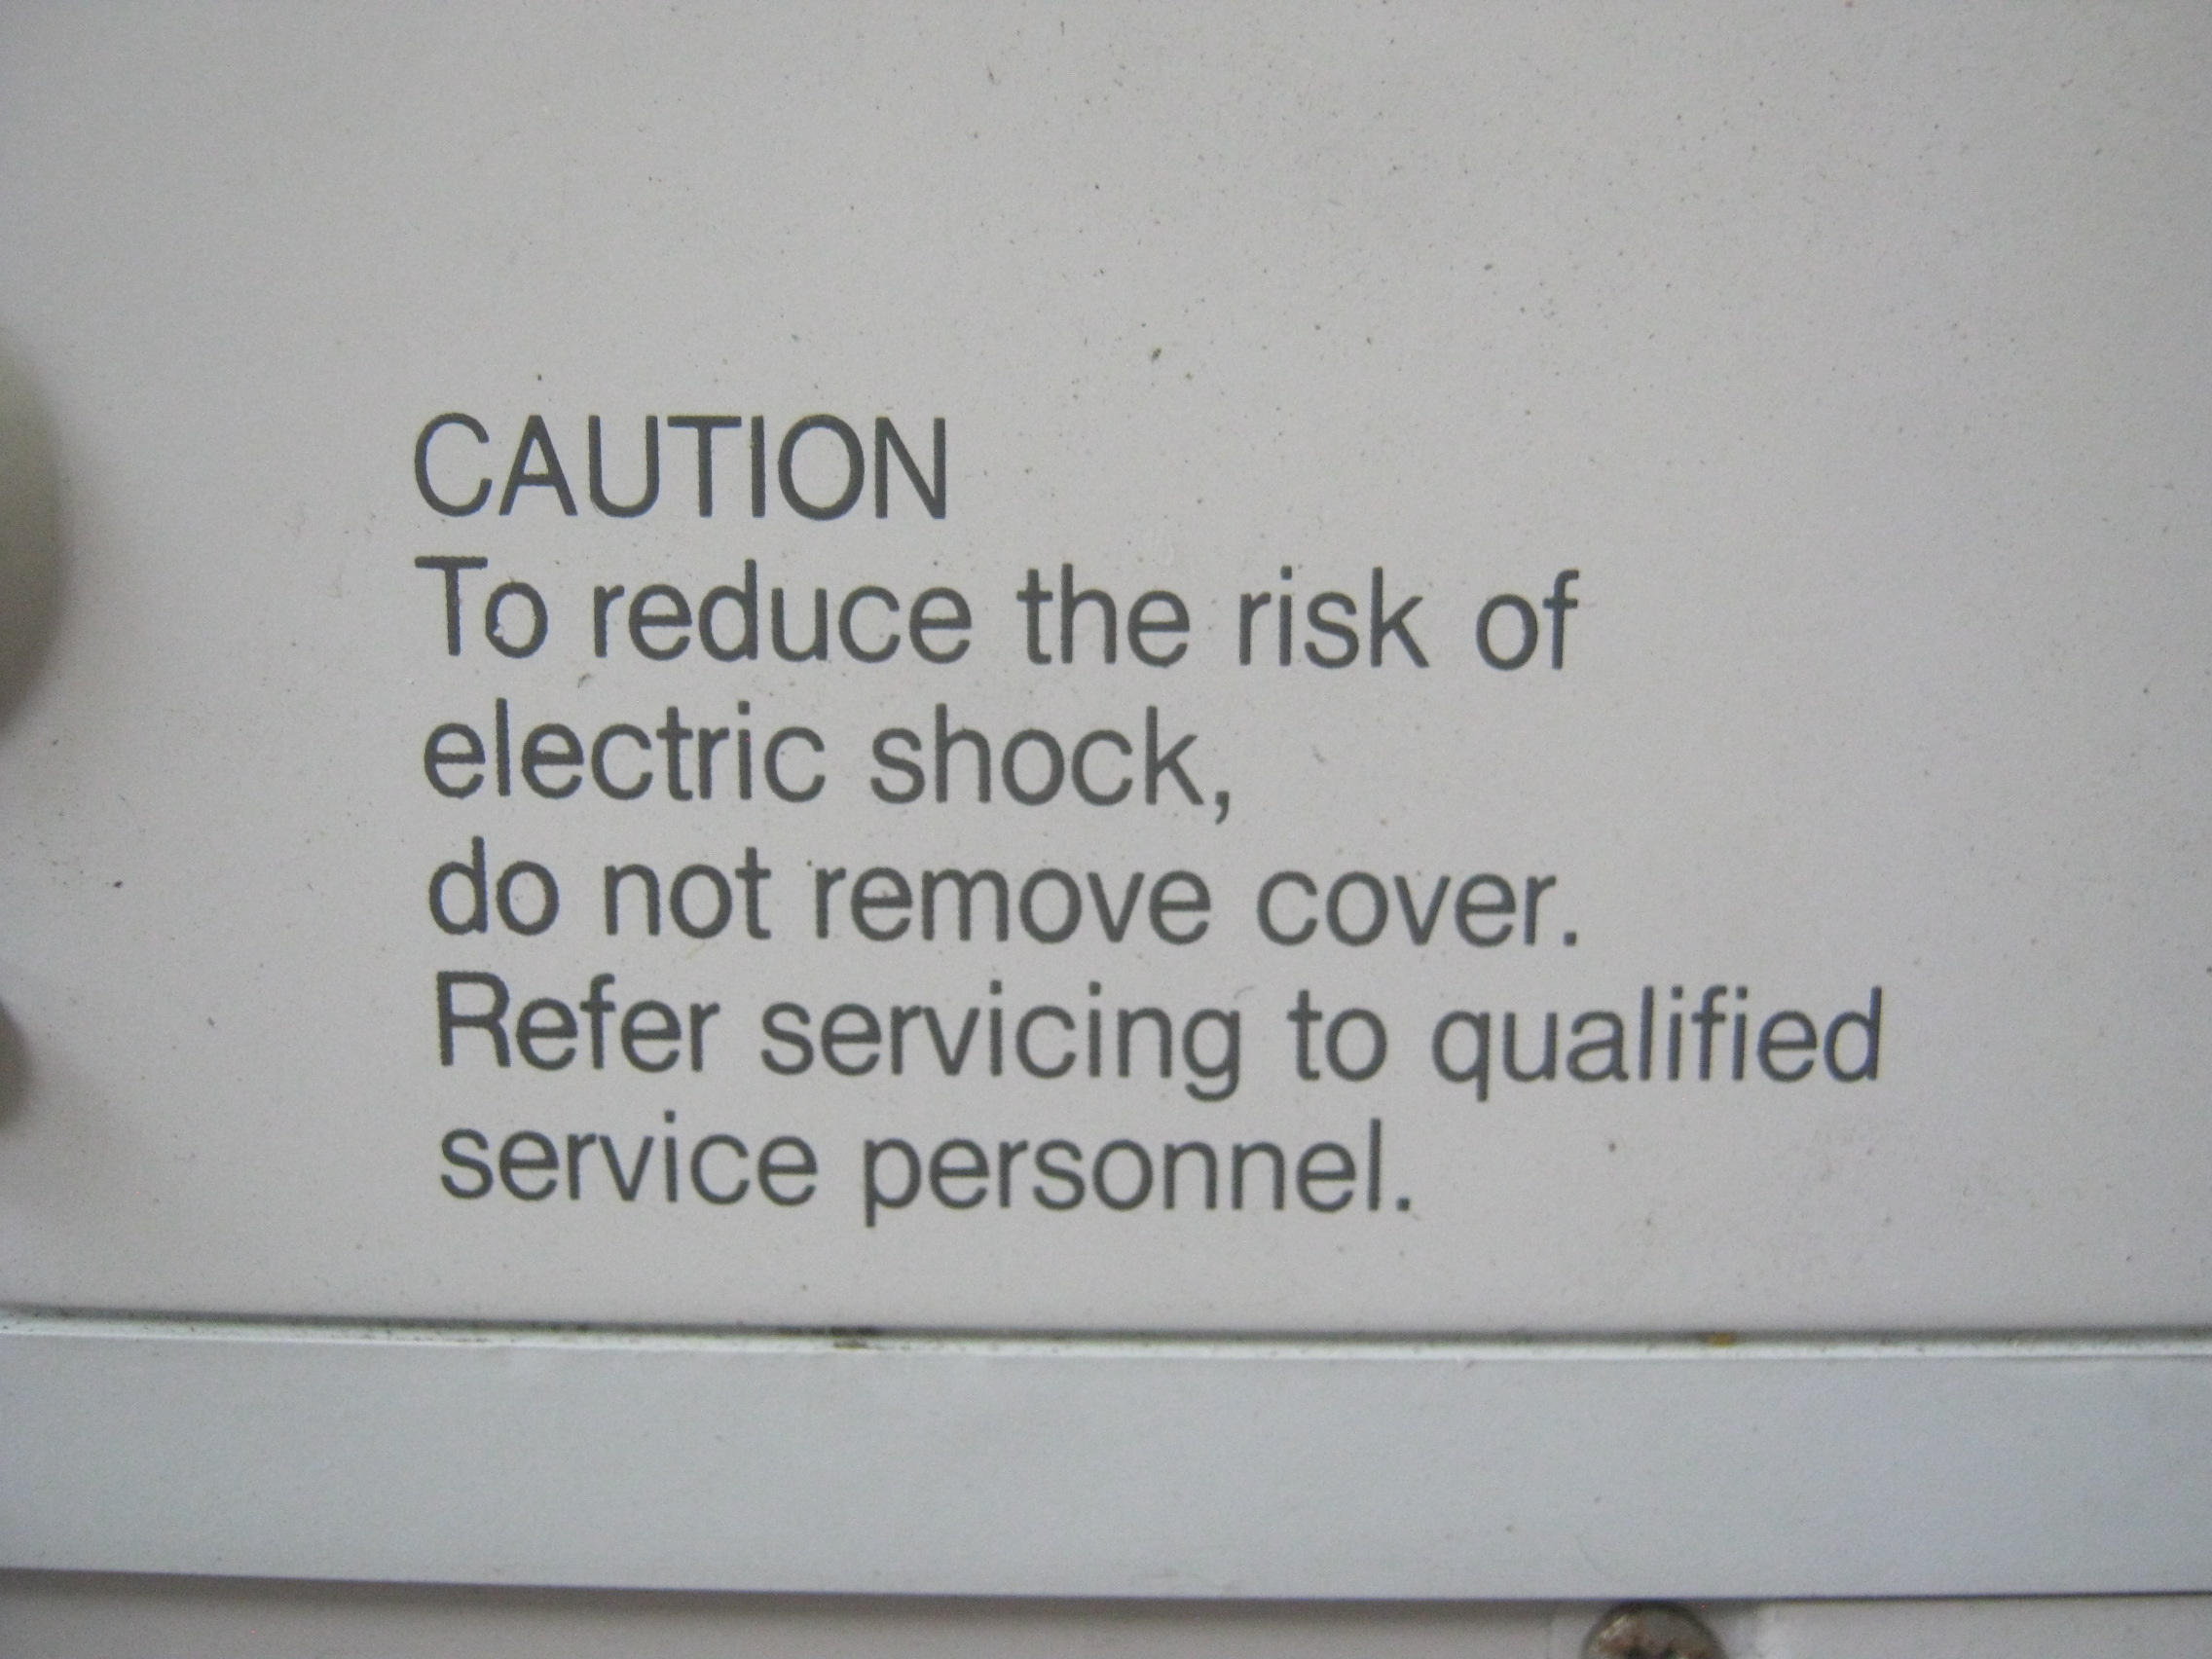 CAUTION
To reduce the risk of
electric shock,
do not remove cover.
Refer servicing to qualified
service personnel.